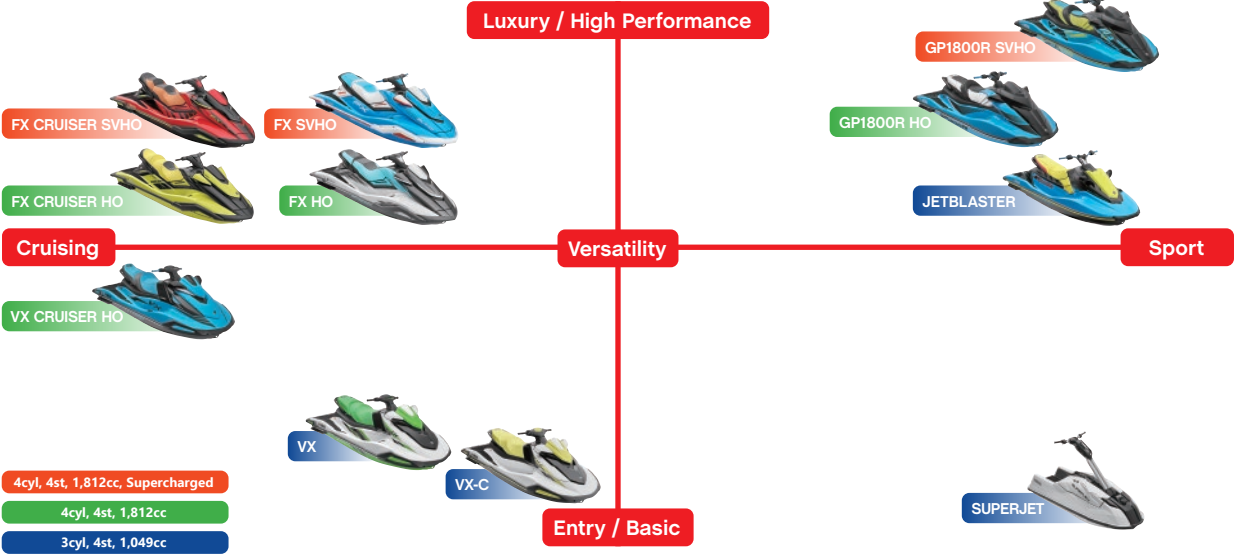 Luxury / High Performance
GP1800R SVHO
FX CRUISER SVHO
FX SVHO
GP1800R HO
FX CRUISER HO
FX HO
JETBLASTER
Cruising
Versatility
Sport
VX CRUISER HO
VX
VX-C
SUPERJET
4cyl, 4st, 1,812cc, Supercharged
4cyl, 4st, 1,812cc
3cyl, 4st, 1,049cc
Entry / Basic